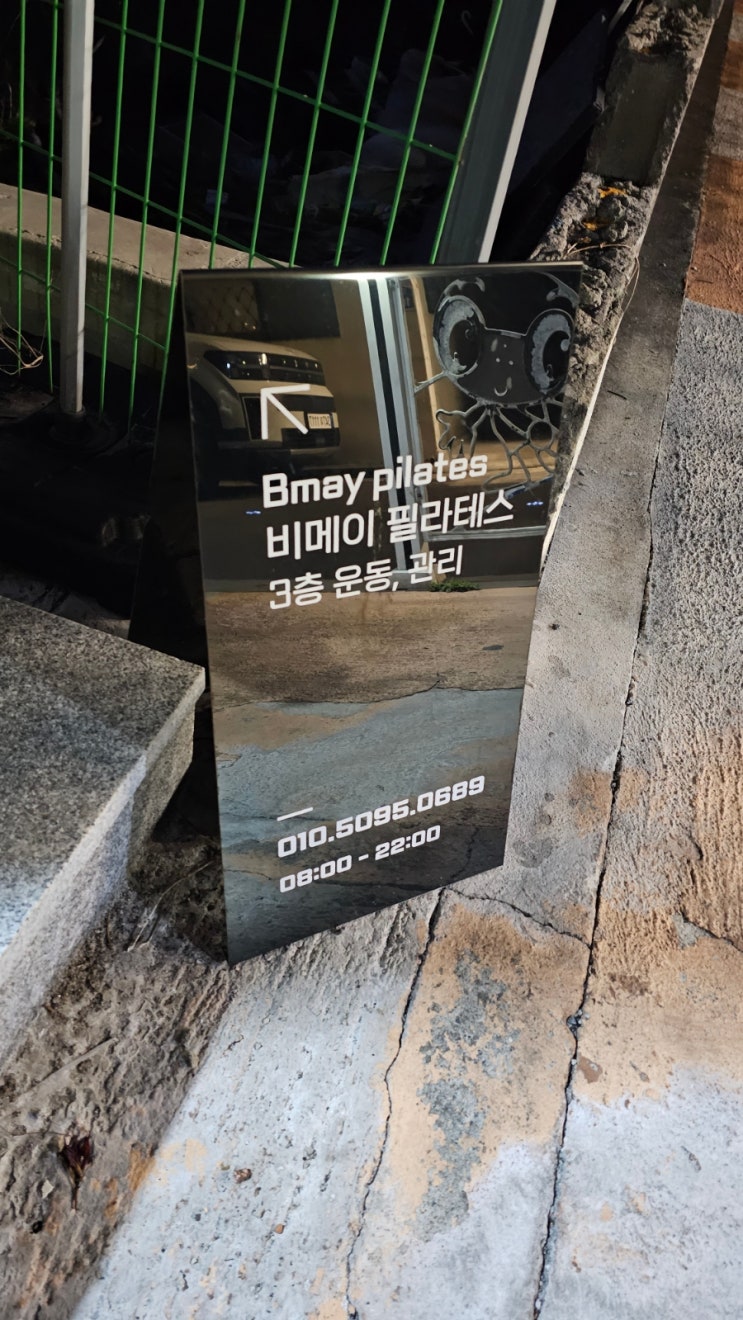 Bmay pilates
비메이 필라테스
3층 운동, 관리
010.5095.0689
08:00 - 22:00